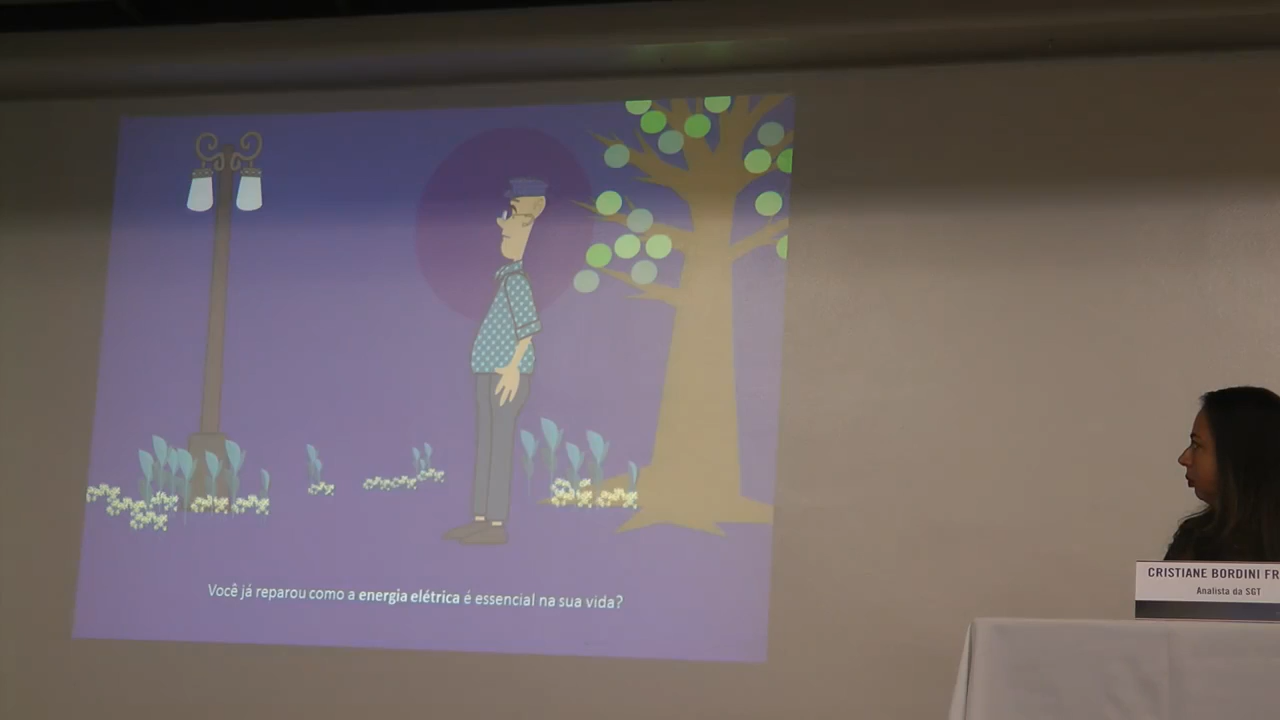 Você já reparou como a energia elétrica é essencial na sua vida?
CRISTIANE BORDINI FR
Analista da SGT